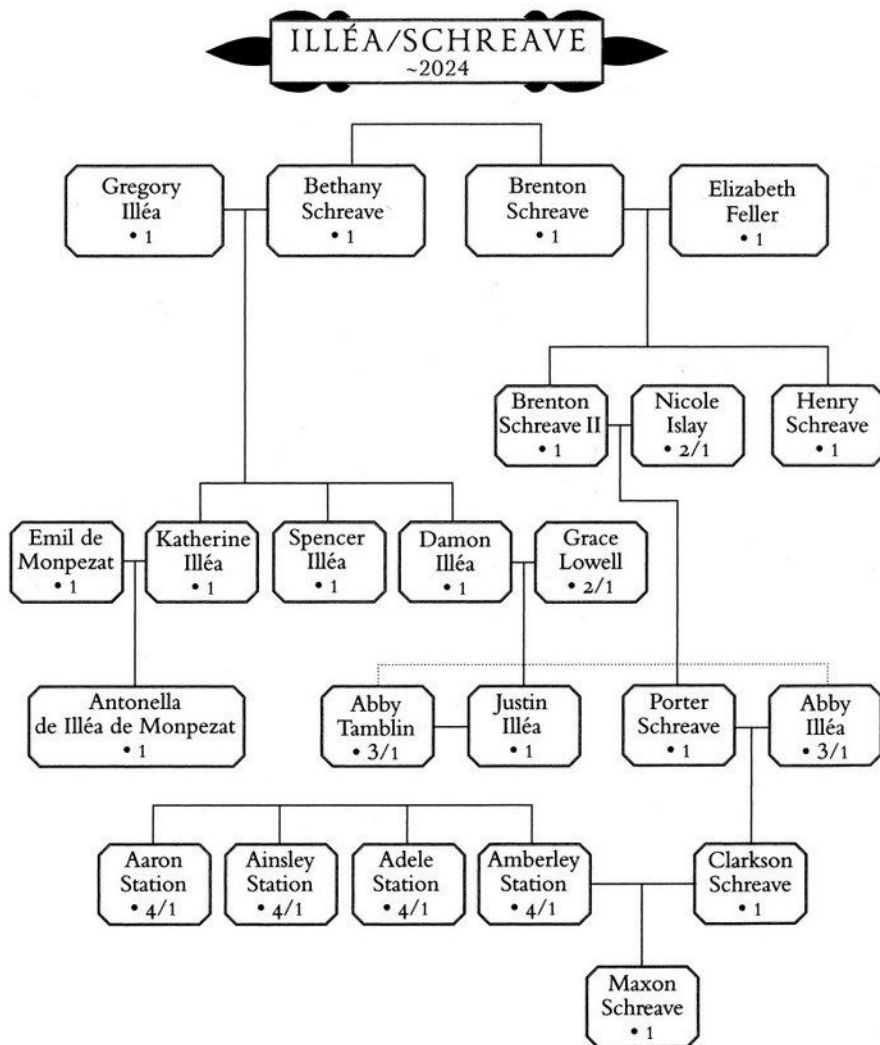 ILLÉA/SCHREAVE
~2024
Gregory
Illéa
• 1
Bethany
Schreave
• 1
Brenton
Schreave
• 1
Elizabeth
Feller
• 1
Brenton
Schreave II
• 1
Nicole
Islay
• 2/1
Henry
Schreave
• 1
Emil de
Monpezat
• 1
Katherine
Illéa
• 1
Spencer
Illéa
• 1
Damon
Illéa
• 1
Grace
Lowell
• 2/1
Antonella
de Illéa de Monpezat
• 1
Abby
Tamblin
• 3/1
Justin
Illéa
• 1
Porter
Schreave
• 1
Abby
Illéa
• 3/1
Aaron
Station
• 4/1
Ainsley
Station
• 4/1
Adele
Station
• 4/1
Amberley
Station
• 4/1
Clarkson
Schreave
• 1
Maxon
Schreave
• 1